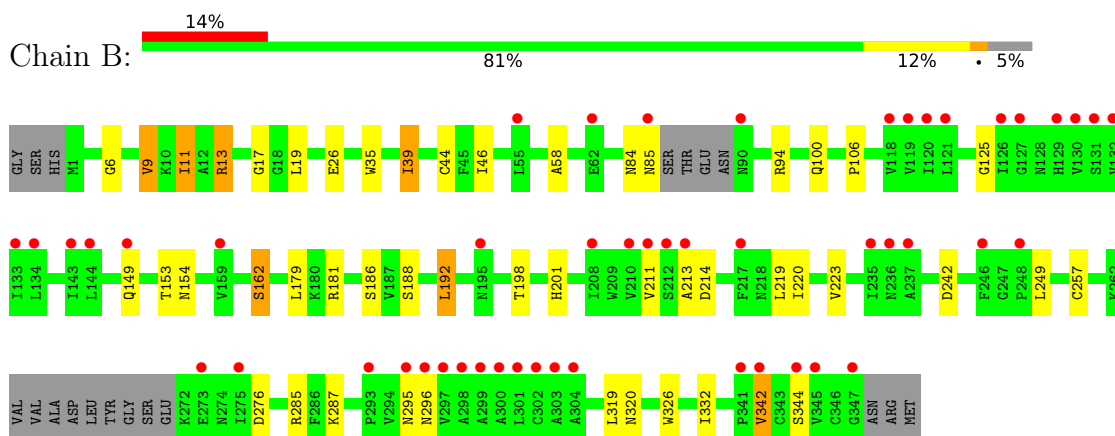 14%
Chain B:
81% 12% • 5%
GLY SER HIS M1 G6 V9 K10 I11 A12 R13 G17 G18 L19 E26 W35 I39 C44 F45 I46 L55 A58 E62 N84 N85 SER THR GLU ASN N90 R94 Q100 P106 V118 V119 I120 L121 G125 I126 G127 N128 H129 V130 S131 V132
I133 L134 I143 L144 Q149 T153 N154 V159 S162 L179 K180 R181 S186 V187 S188 L192 N195 T198 H201 I208 W209 V210 V211 S212 A213 D214 F217 N218 L219 I220 V223 I235 N236 A237 D242 F246 G247 P248 L249 C257
VAL VAL ALA ASP LEU TYR GLY SER GLU K272 E273 N274 I275 D276 R285 F286 K287 P293 V294 N295 N296 V297 A298 A299 A300 L301 C302 A303 A304 L319 N320 W326 I332 P341 V342 C343 S344 V345 C346 G347 ASN ARG MET